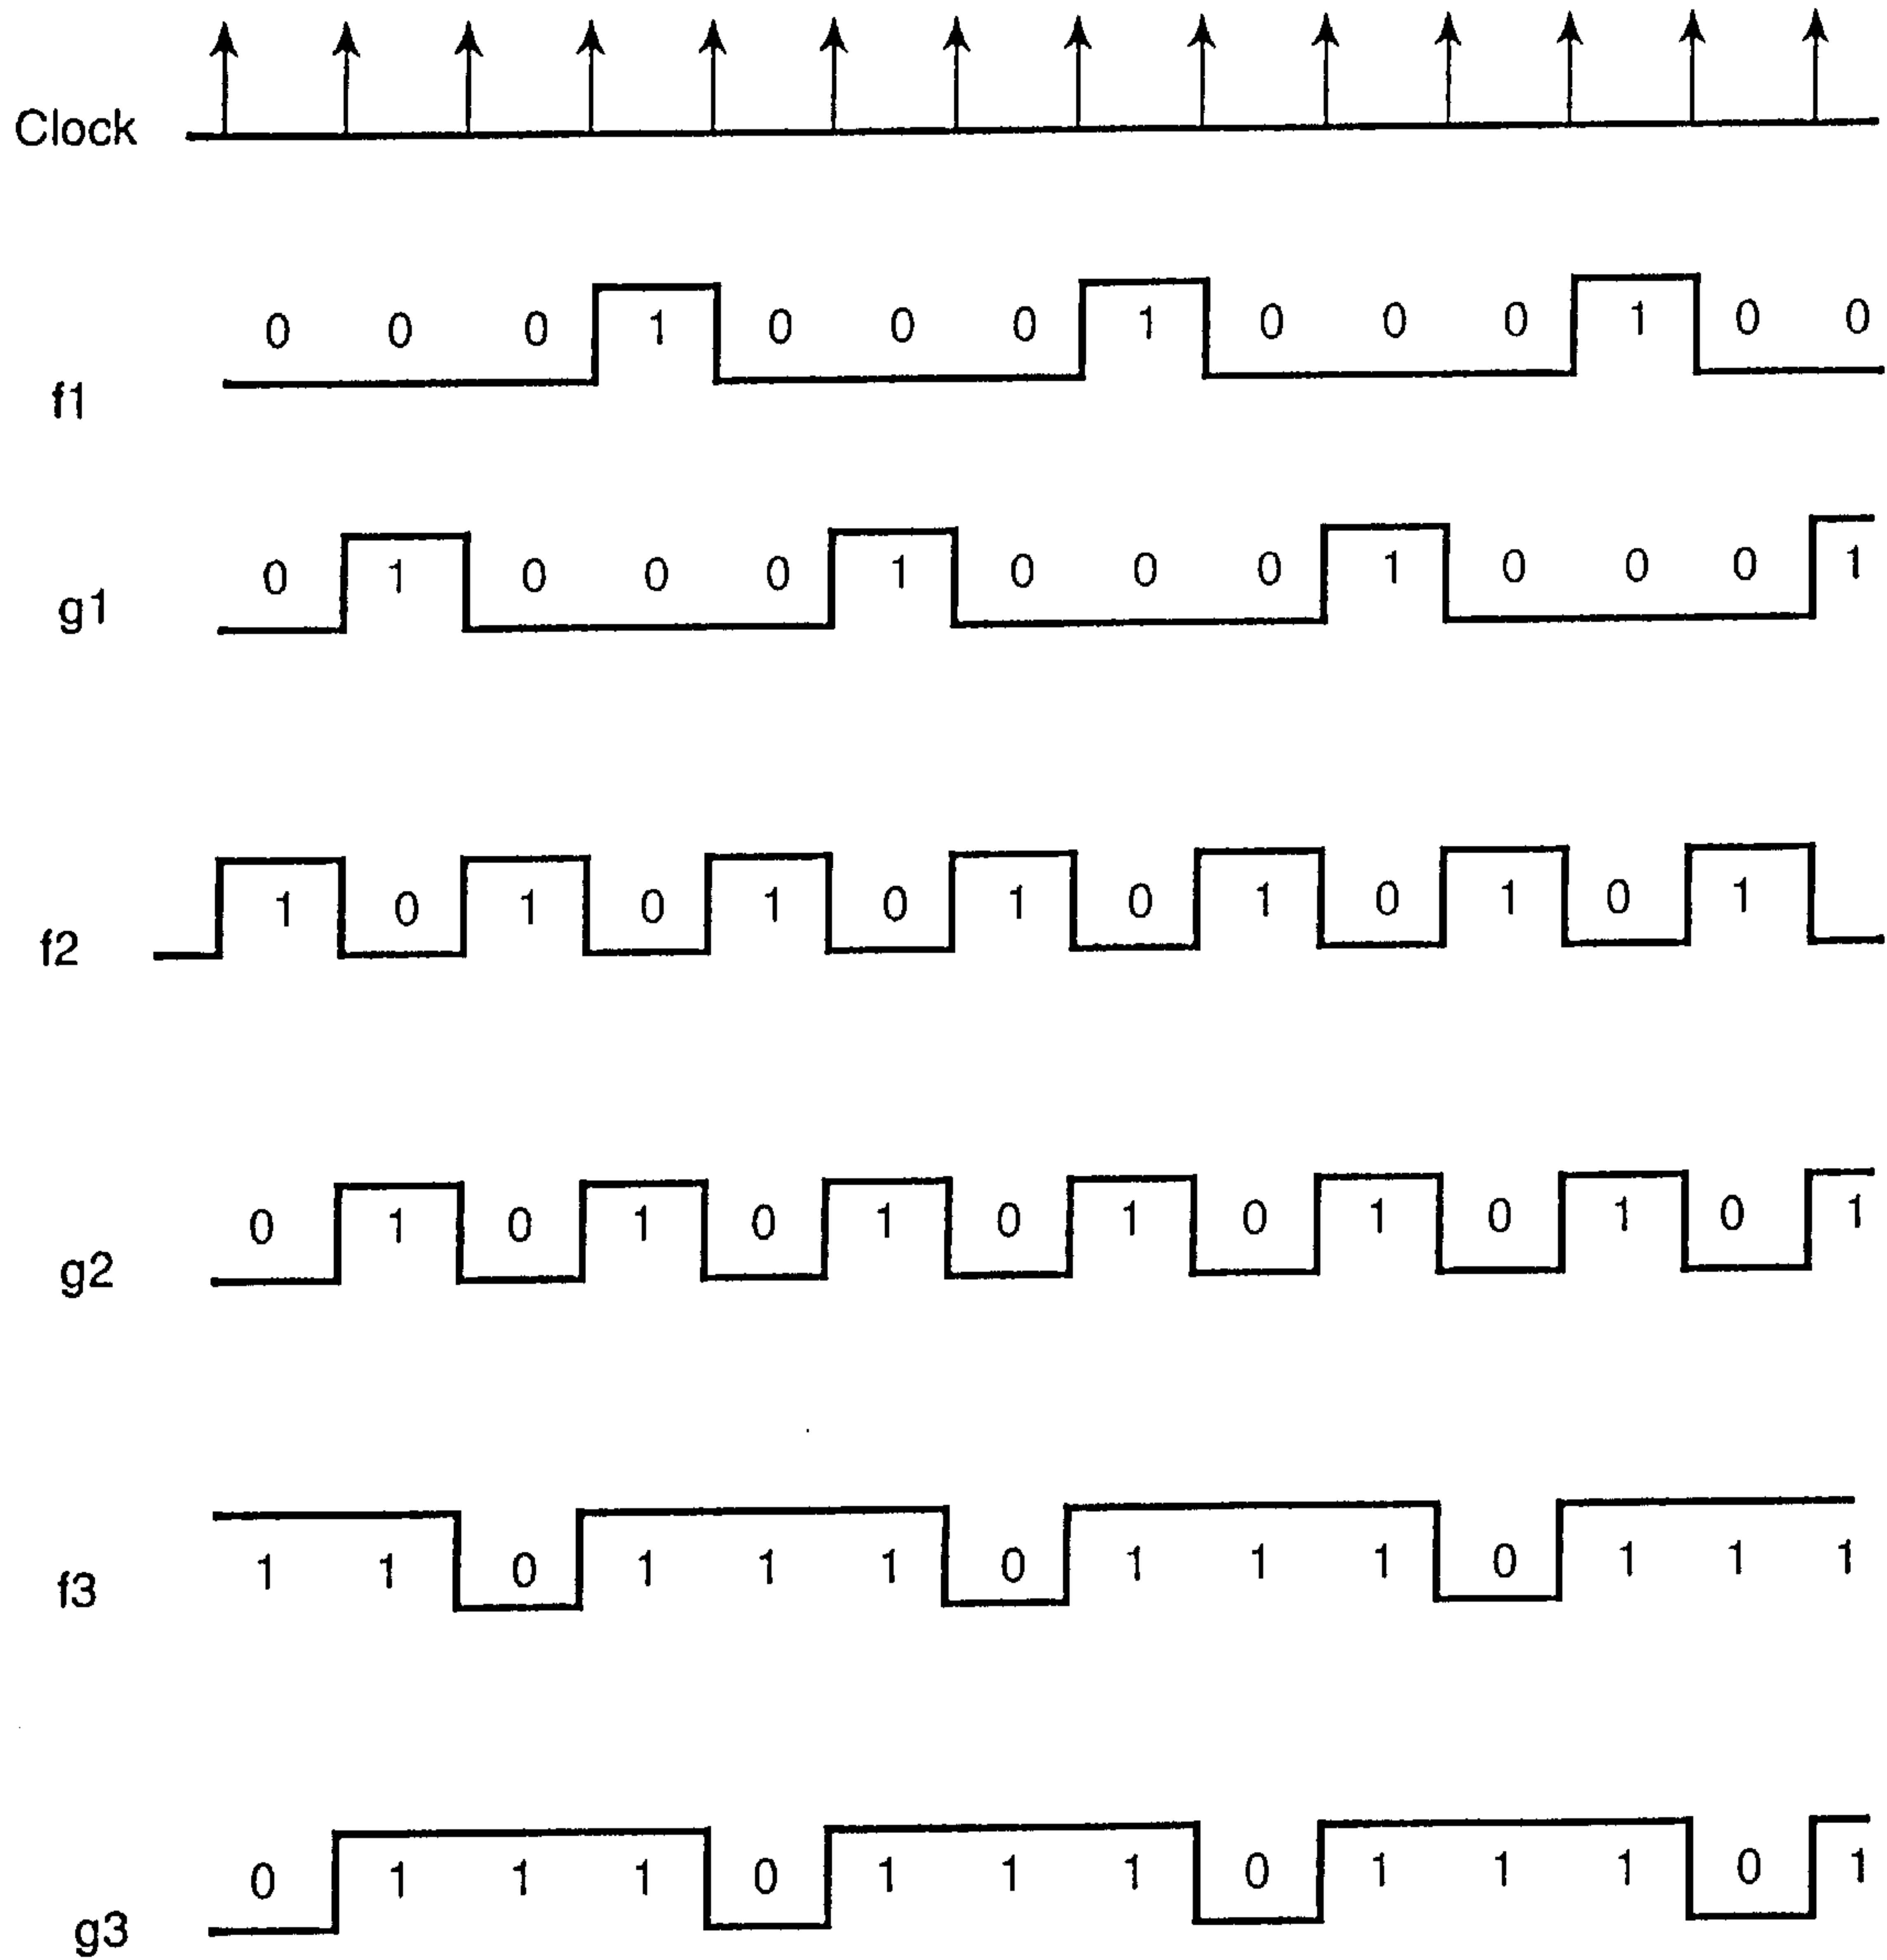 Clock
0 0 0 1 0 0 0 1 0 0 0 1 0 0
f1
0 1 0 0 0 1 0 0 0 1 0 0 0 1
g1
1 0 1 0 1 0 1 0 1 0 1 0 1
f2
0 1 0 1 0 1 0 1 0 1 0 1 0 1
g2
1 1 0 1 1 1 0 1 1 1 0 1 1 1
f3
0 1 1 1 0 1 1 1 0 1 1 1 0 1
g3